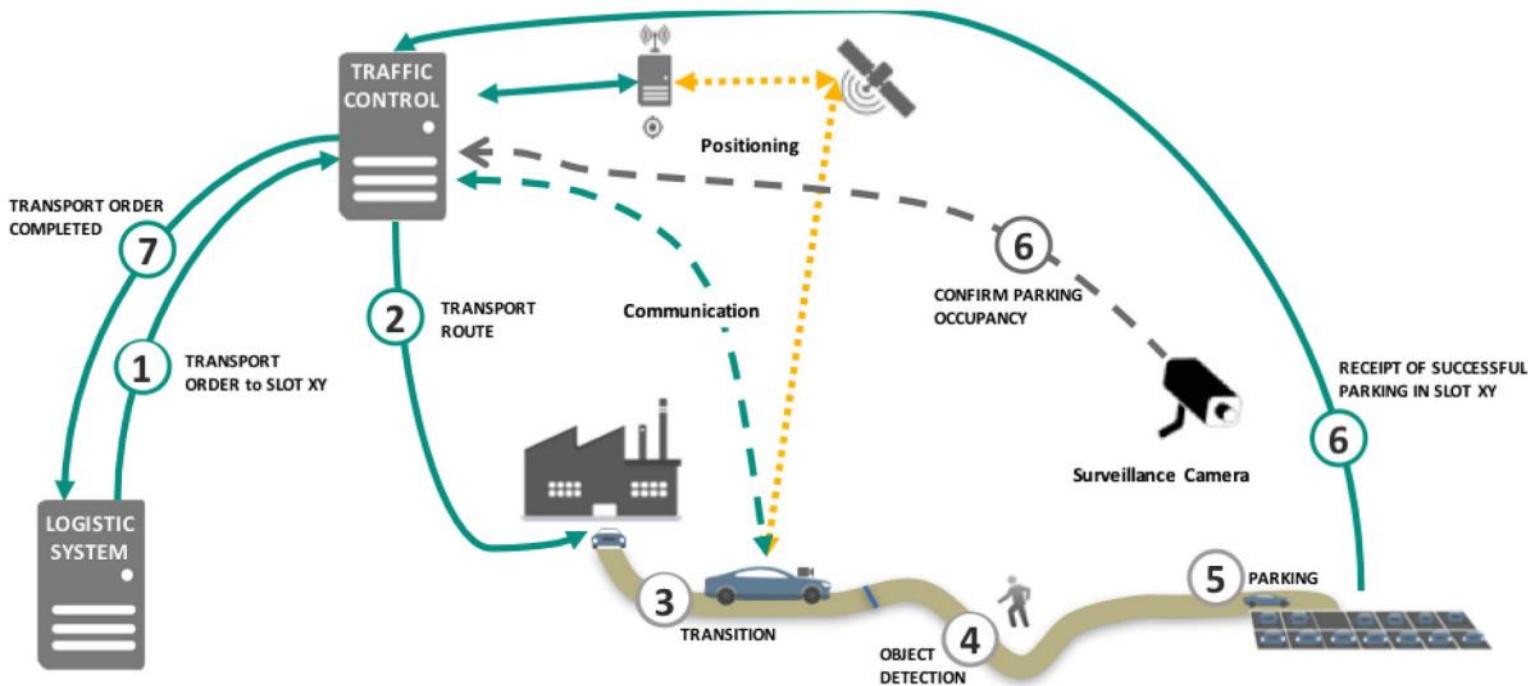 TRAFFIC
CONTROL
Positioning
TRANSPORT ORDER
COMPLETED
7
6
CONFIRM PARKING
OCCUPANCY
2
TRANSPORT
ROUTE
Communication
1
TRANSPORT
ORDER to SLOT XY
RECEIPT OF SUCCESSFUL
PARKING IN SLOT XY
6
Surveillance Camera
LOGISTIC
SYSTEM
3
TRANSITION
4
OBJECT
DETECTION
5
PARKING